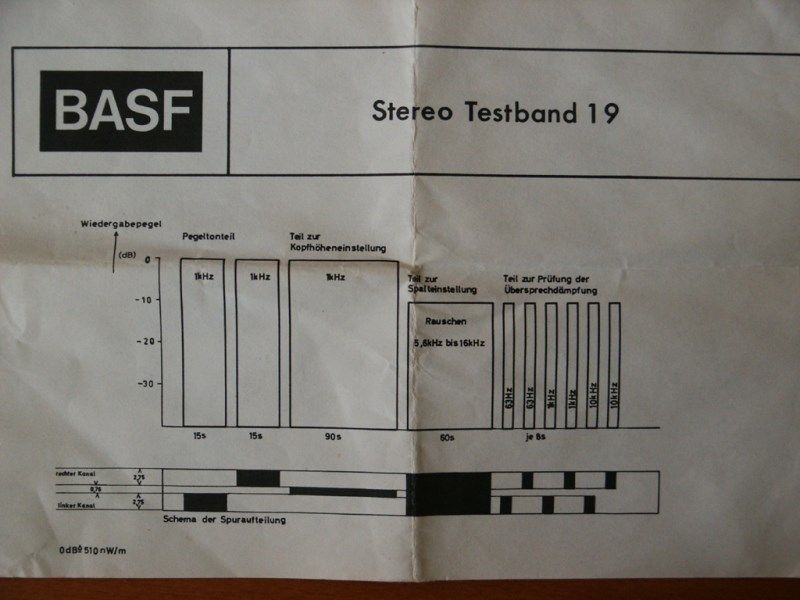 BASF
Stereo Testband 19
Wiedergabepegel
(dB)
Pegeltonteil
Teil zur
Kopfhöheneinstellung
Teil zur
Spalteinstellung
Teil zur Prüfung der
Übersprechdämpfung
0
-10
-20
-30
1kHz
1kHz
1kHz
Rauschen
5,6kHz bis 16kHz
63Hz
63Hz
1kHz
1kHz
10kHz
10kHz
15s
15s
90s
60s
je 8s
rechter Kanal
2,75
0,75
linker Kanal
2,75
Schema der Spuraufteilung
0dB≙510nW/m